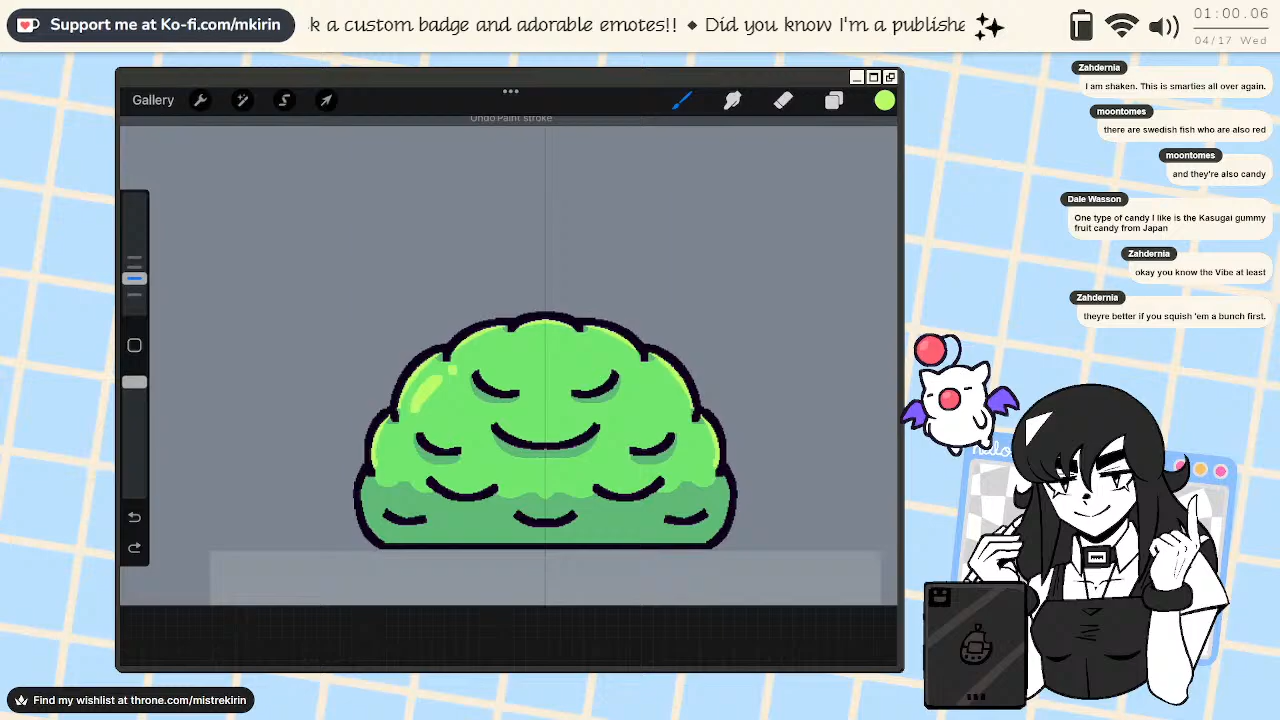 Support me at Ko-fi.com/mkirin
k a custom badge and adorable emotes!! ◆ Did you know I'm a publishe
01:00.06
04/17 Wed
Gallery
Undo Paint stroke
Zahdernia
I am shaken. This is smarties all over again.
moontomes
there are swedish fish who are also red
moontomes
and they're also candy
Dale Wasson
One type of candy I like is the Kasugai gummy
fruit candy from Japan
Zahdernia
okay you know the Vibe at least
Zahdernia
theyre better if you squish 'em a bunch first.
hello
Find my wishlist at throne.com/mistrekirin